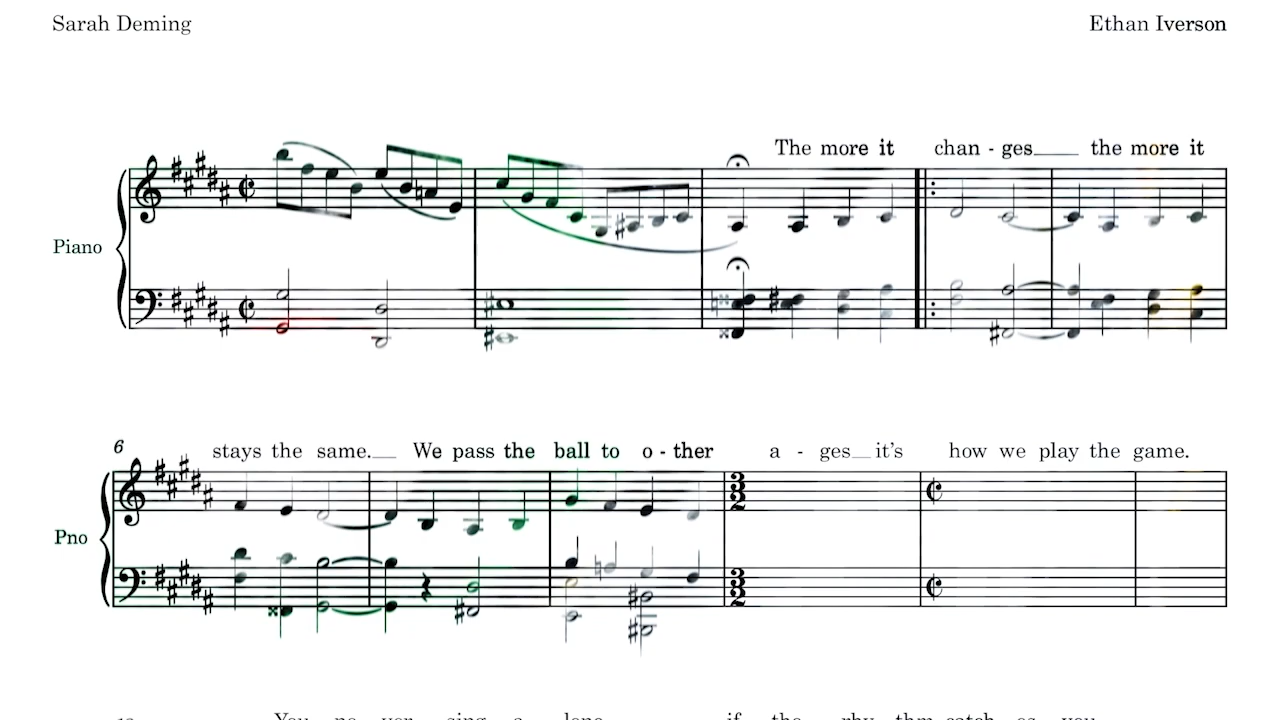 Sarah Deming Ethan Iverson
The more it chan - ges the more it
Piano
6 stays the same. We pass the ball to o - ther a - ges it's how we play the game.
Pno